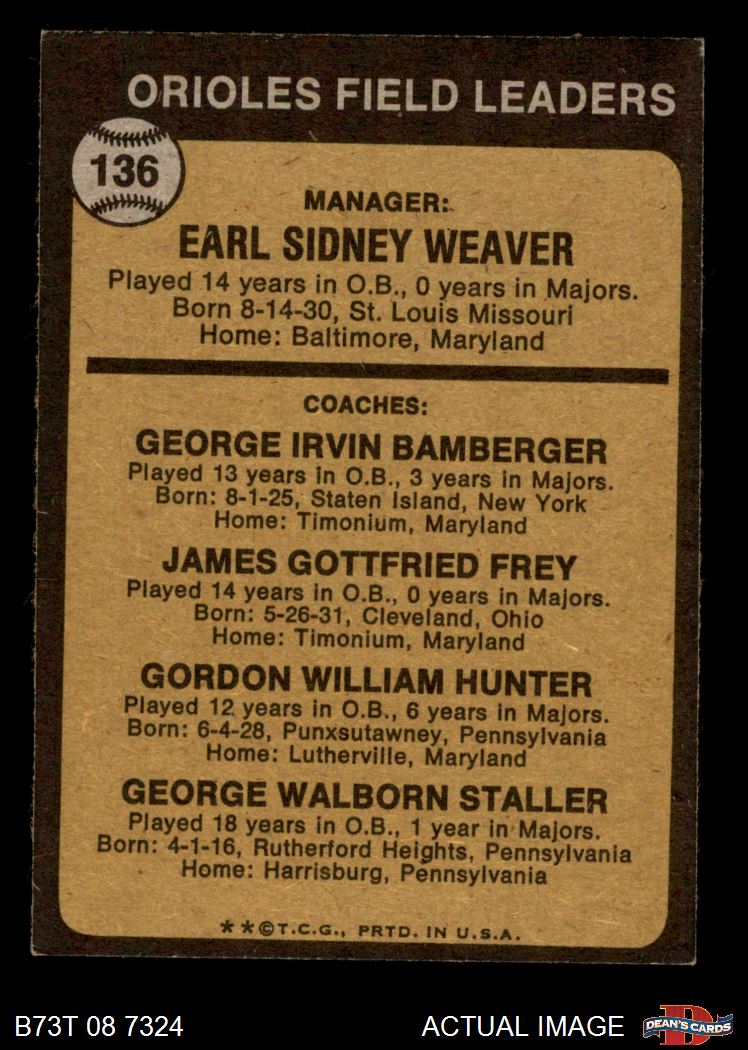 ORIOLES FIELD LEADERS
136
MANAGER:
EARL SIDNEY WEAVER
Played 14 years in O.B., 0 years in Majors.
Born 8-14-30, St. Louis Missouri
Home: Baltimore, Maryland
COACHES:
GEORGE IRVIN BAMBERGER
Played 13 years in O.B., 3 years in Majors.
Born: 8-1-25, Staten Island, New York
Home: Timonium, Maryland
JAMES GOTTFRIED FREY
Played 14 years in O.B., 0 years in Majors.
Born: 5-26-31, Cleveland, Ohio
Home: Timonium, Maryland
GORDON WILLIAM HUNTER
Played 12 years in O.B., 6 years in Majors.
Born: 6-4-28, Punxsutawney, Pennsylvania
Home: Lutherville, Maryland
GEORGE WALBORN STALLER
Played 18 years in O.B., 1 year in Majors.
Born: 4-1-16, Rutherford Heights, Pennsylvania
Home: Harrisburg, Pennsylvania
**©T.C.G., PRTD. IN U.S.A.
B73T 08 7324
ACTUAL IMAGE
D
DEAN'S CARDS